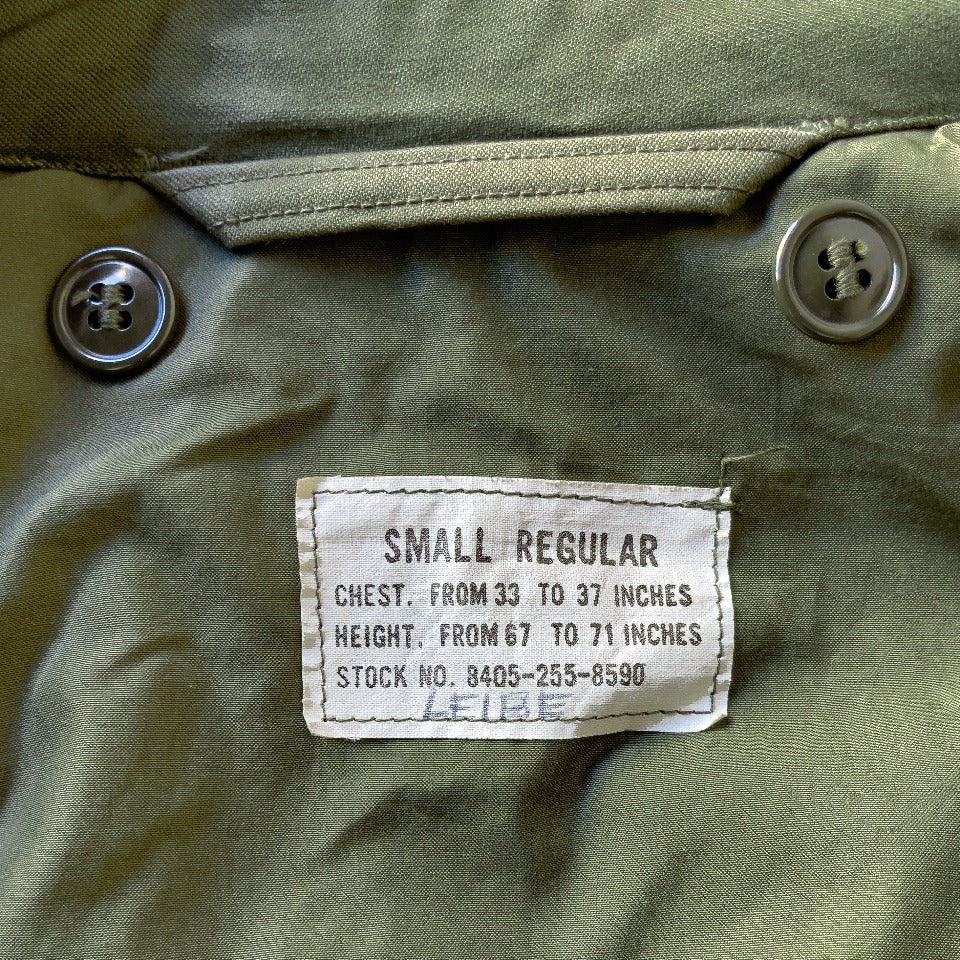 SMALL REGULAR
CHEST. FROM 33 TO 37 INCHES
HEIGHT. FROM 67 TO 71 INCHES
STOCK NO. 8405-255-8590
LEIBE